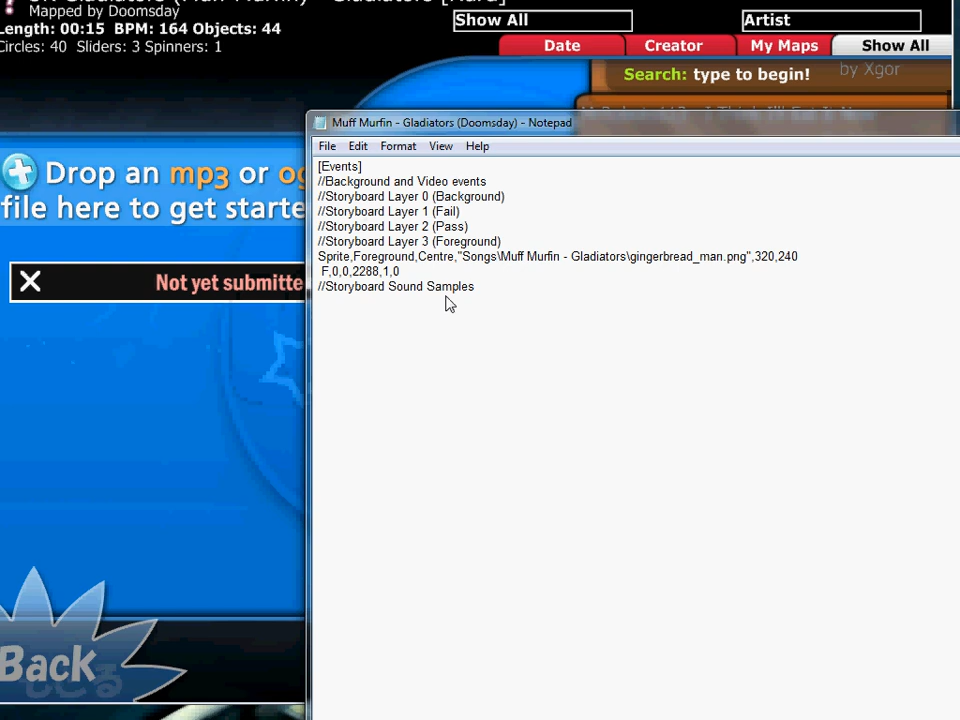 Mapped by Doomsday
Length: 00:15 BPM: 164 Objects: 44
Circles: 40 Sliders: 3 Spinners: 1
Show All
Artist
Date
Creator
My Maps
Show All
Search: type to begin!
by Xgor
Drop an mp3 or og
file here to get starte
Not yet submitte
Muff Murfin - Gladiators (Doomsday) - Notepad
File Edit Format View Help
[Events]
//Background and Video events
//Storyboard Layer 0 (Background)
//Storyboard Layer 1 (Fail)
//Storyboard Layer 2 (Pass)
//Storyboard Layer 3 (Foreground)
Sprite,Foreground,Centre,"Songs\Muff Murfin - Gladiators\gingerbread_man.png",320,240
F,0,0,2288,1,0
//Storyboard Sound Samples
Back